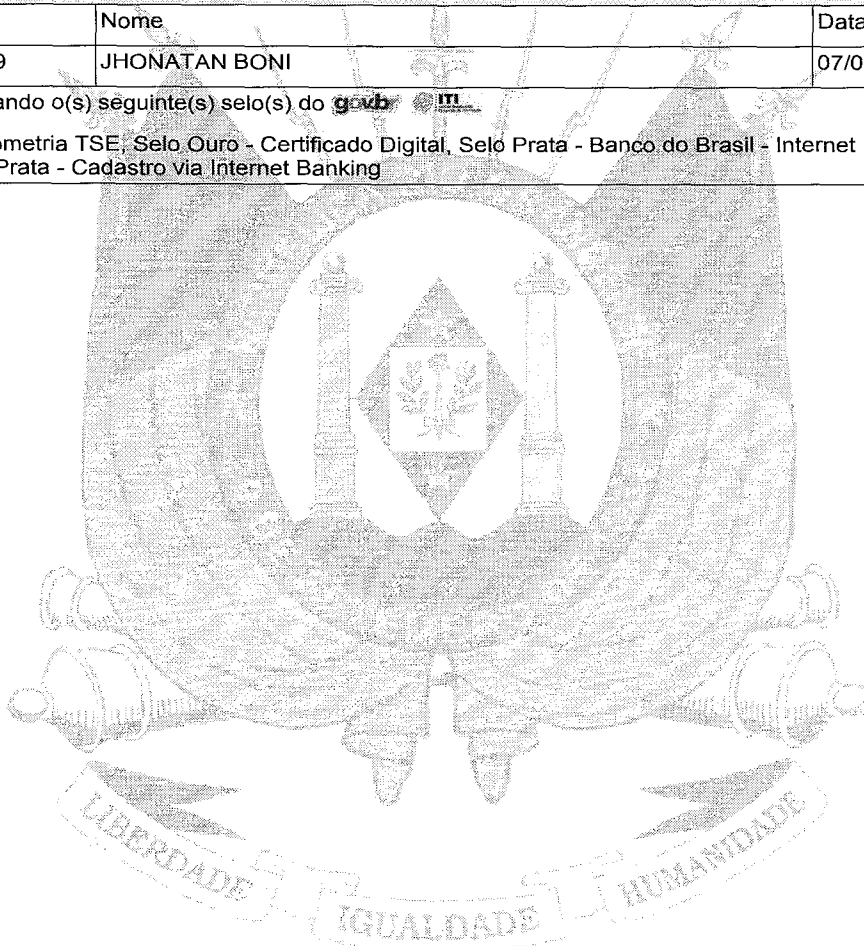 Nome Data
9 JHONATAN BONI 07/0
ando o(s) seguinte(s) selo(s) do gov.br ITI
ometria TSE, Selo Ouro - Certificado Digital, Selo Prata - Banco do Brasil - Internet
Prata - Cadastro via Internet Banking
LIBERDADE
IGUALDADE
HUMANIDADE